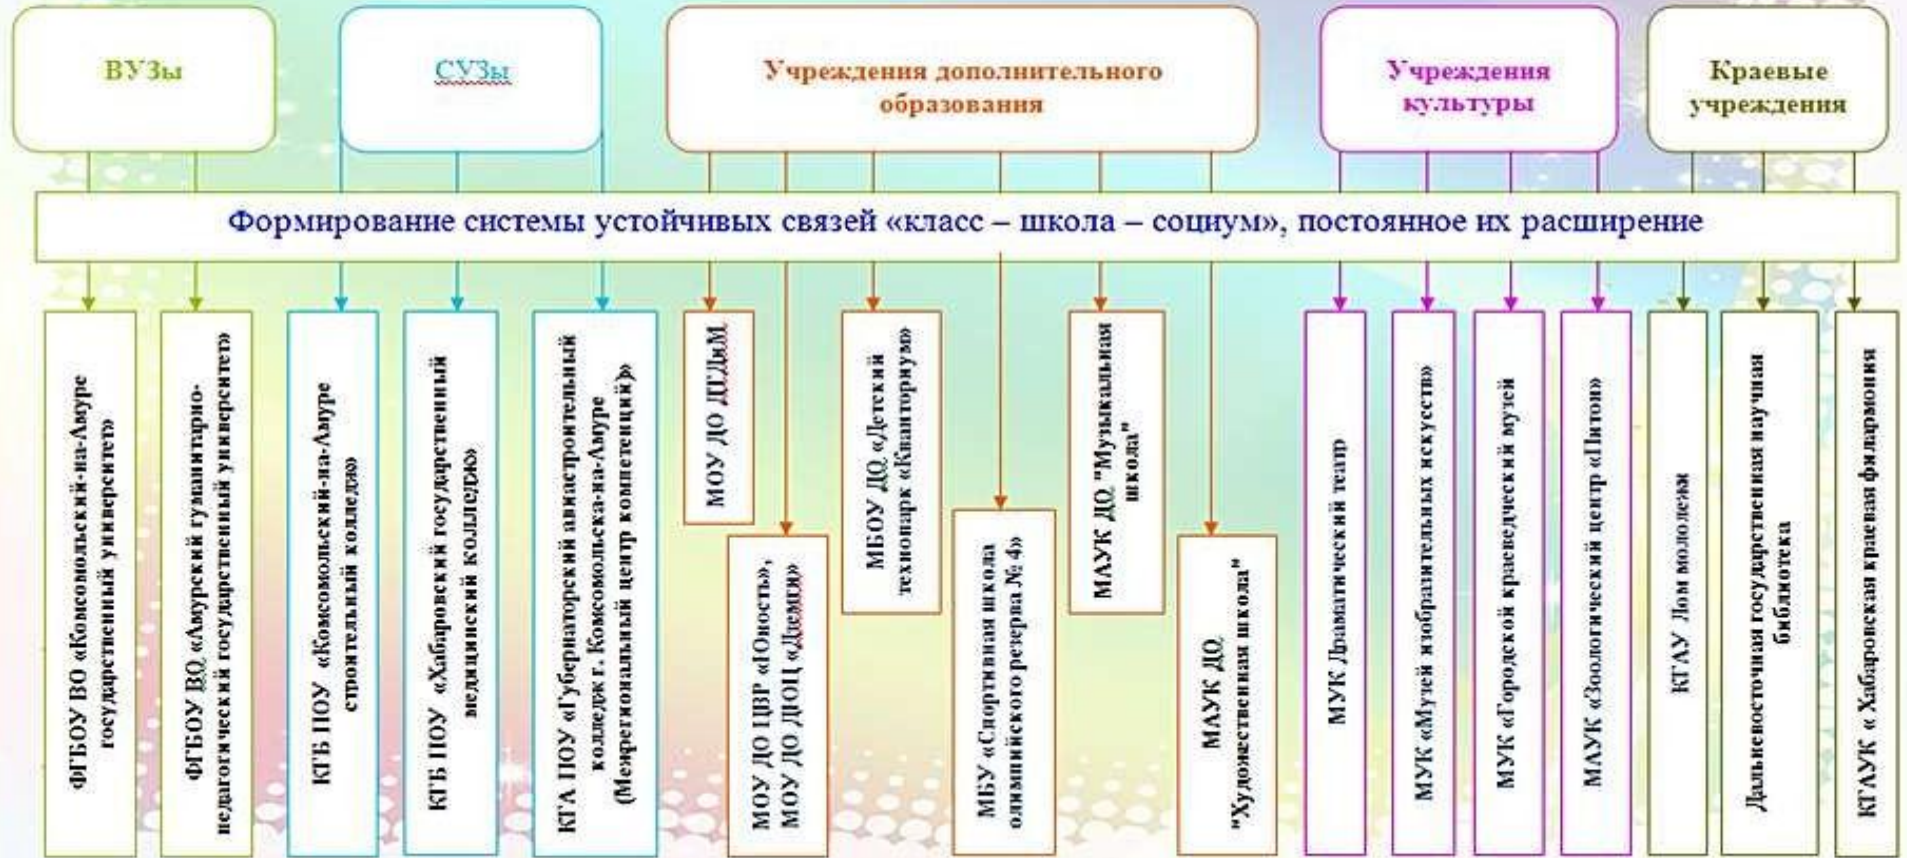 ВУЗы
СУЗы
Учреждения дополнительного
образования
Учреждения
культуры
Краевые
учреждения
Формирование системы устойчивых связей «класс – школа – социум», постоянное их расширение
ФГБОУ ВО «Комсомольский-на-Амуре
государственный университет»
ФГБОУ ВО «Амурский гуманитарно-
педагогический государственный университет»
КГБ ПОУ «Комсомольский-на-Амуре
строительный колледж»
КГБ ПОУ «Хабаровский государственный
медицинский колледж»
КГА ПОУ «Губернаторский авиастроительный
колледж г. Комсомольска-на-Амуре
(Межрегиональный центр компетенций)»
МОУ ДО ДТДиМ
МОУ ДО ЦВР «Юность»,
МОУ ДО ДЮЦ «Дземги»
МБОУ ДО «Детский
технопарк «Кванториум»
МБУ «Спортивная школа
олимпийского резерва № 4»
МАУК ДО "Музыкальная
школа"
МАУК ДО
"Художественная школа"
МУК Драматический театр
МУК «Музей изобразительных искусств»
МУК «Городской краеведческий музей
МАУК «Зоологический центр «Питон»
КГАУ Дом молодежи
Дальневосточная государственная научная
библиотека
КГАУК « Хабаровская краевая филармония